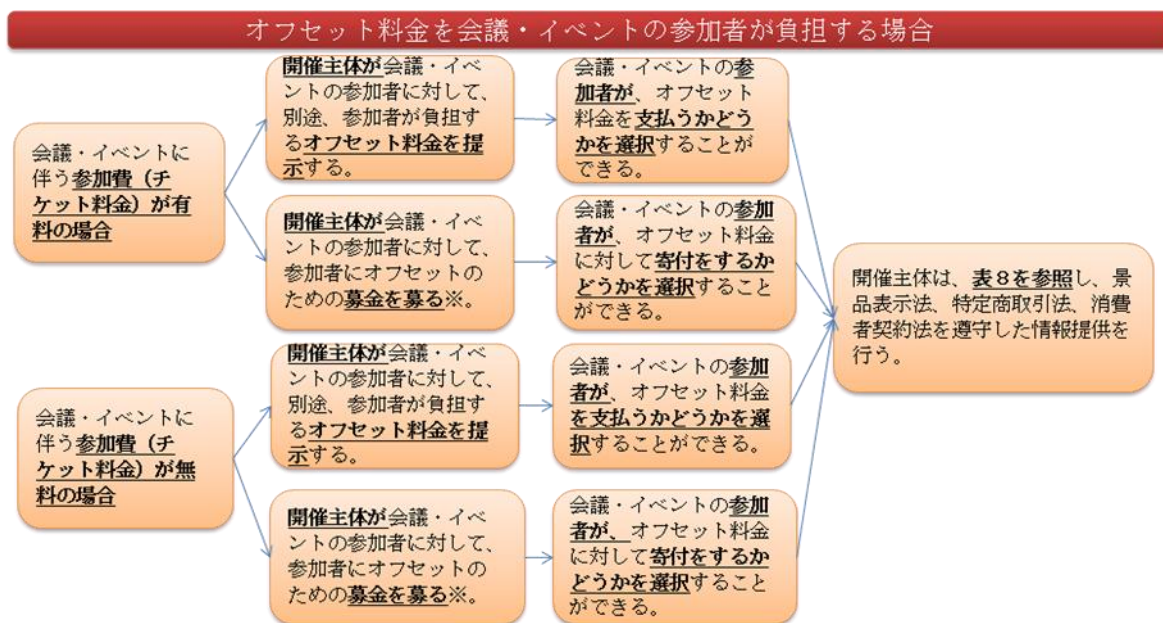 オフセット料金を会議・イベントの参加者が負担する場合
会議・イベントに
伴う参加費（チ
ケット料金）が有
料の場合
開催主体が会議・イベ
ントの参加者に対して、
別途、参加者が負担す
るオフセット料金を提
示する。
会議・イベントの参
加者が、オフセット
料金を支払うかどう
かを選択することが
できる。
開催主体が会議・イベ
ントの参加者に対して、
参加者にオフセットの
ための募金を募る※。
会議・イベントの参加
者が、オフセット料金
に対して寄付をするか
どうかを選択すること
ができる。
会議・イベントに
伴う参加費（チ
ケット料金）が無
料の場合
開催主体が会議・イベ
ントの参加者に対して、
別途、参加者が負担す
るオフセット料金を提
示する。
会議・イベントの参加
者が、オフセット料金
を支払うかどうかを選
択することができる。
開催主体が会議・イベ
ントの参加者に対して、
参加者にオフセットの
ための募金を募る※。
会議・イベントの参加
者が、オフセット料金
に対して寄付をするか
どうかを選択すること
ができる。
開催主体は、表８を参照し、景
品表示法、特定商取引法、消費
者契約法を遵守した情報提供を
行う。